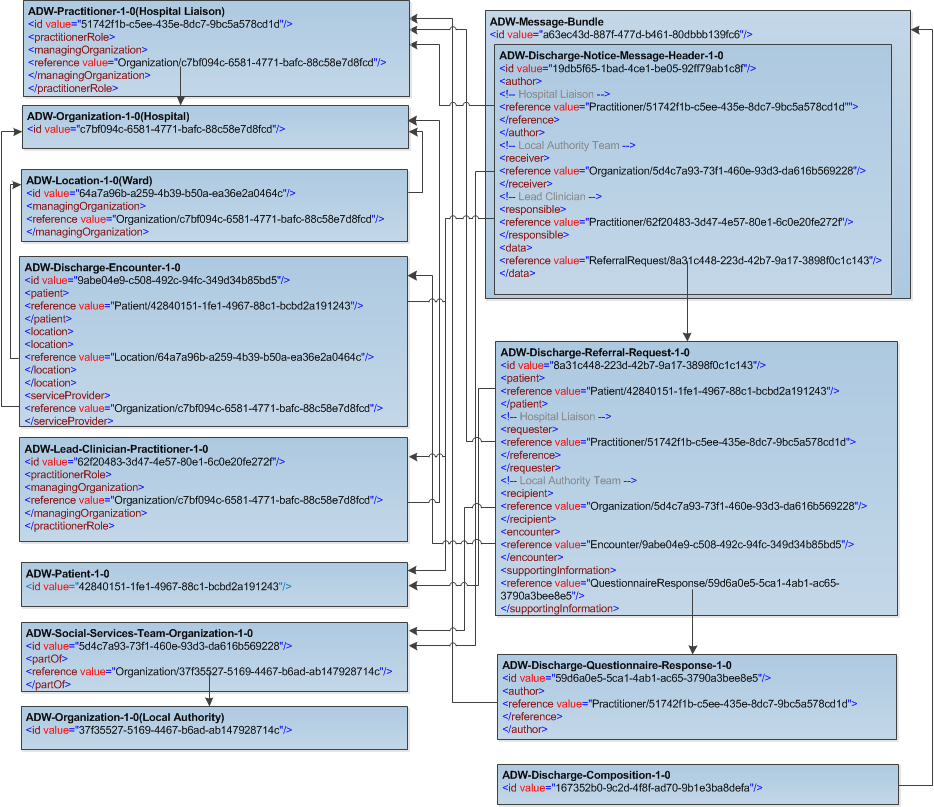 ADW-Practitioner-1-0(Hospital Liaison)
<id value="51742f1b-c5ee-435e-8dc7-9bc5a578cd1d"/>
<practitionerRole>
<managingOrganization>
<reference value="Organization/c7bf094c-6581-4771-bafc-88c58e7d8fcd"/>
</managingOrganization>
</practitionerRole>
ADW-Organization-1-0(Hospital)
<id value="c7bf094c-6581-4771-bafc-88c58e7d8fcd"/>
ADW-Location-1-0(Ward)
<id value="64a7a96b-a259-4b39-b50a-ea36e2a0464c"/>
<managingOrganization>
<reference value="Organization/c7bf094c-6581-4771-bafc-88c58e7d8fcd"/>
</managingOrganization>
ADW-Discharge-Encounter-1-0
<id value="9abe04e9-c508-492c-94fc-349d34b85bd5"/>
<patient>
<reference value="Patient/42840151-1fe1-4967-88c1-bcbd2a191243"/>
</patient>
<location>
<location>
<reference value="Location/64a7a96b-a259-4b39-b50a-ea36e2a0464c"/>
</location>
</location>
<serviceProvider>
<reference value="Organization/c7bf094c-6581-4771-bafc-88c58e7d8fcd"/>
</serviceProvider>
ADW-Lead-Clinician-Practitioner-1-0
<id value="62f20483-3d47-4e57-80e1-6c0e20fe272f"/>
<practitionerRole>
<managingOrganization>
<reference value="Organization/c7bf094c-6581-4771-bafc-88c58e7d8fcd"/>
</managingOrganization>
</practitionerRole>
ADW-Patient-1-0
<id value="42840151-1fe1-4967-88c1-bcbd2a191243"/>
ADW-Social-Services-Team-Organization-1-0
<id value="5d4c7a93-73f1-460e-93d3-da616b569228"/>
<partOf>
<reference value="Organization/37f35527-5169-4467-b6ad-ab147928714c"/>
</partOf>
ADW-Organization-1-0(Local Authority)
<id value="37f35527-5169-4467-b6ad-ab147928714c"/>
ADW-Message-Bundle
<id value="a63ec43d-887f-477d-b461-80dbbb139fc6"/>
ADW-Discharge-Notice-Message-Header-1-0
<id value="19db5f65-1bad-4ce1-be05-92ff79ab1c8f"/>
<author>
<!-- Hospital Liaison -->
<reference value="Practitioner/51742f1b-c5ee-435e-8dc7-9bc5a578cd1d"">
</reference>
</author>
<!-- Local Authority Team -->
<receiver>
<reference value="Organization/5d4c7a93-73f1-460e-93d3-da616b569228"/>
</receiver>
<!-- Lead Clinician -->
<responsible>
<reference value="Practitioner/62f20483-3d47-4e57-80e1-6c0e20fe272f"/>
</responsible>
<data>
<reference value="ReferralRequest/8a31c448-223d-42b7-9a17-3898f0c1c143"/>
</data>
ADW-Discharge-Referral-Request-1-0
<id value="8a31c448-223d-42b7-9a17-3898f0c1c143"/>
<patient>
<reference value="Patient/42840151-1fe1-4967-88c1-bcbd2a191243"/>
</patient>
<!-- Hospital Liaison -->
<requester>
<reference value="Practitioner/51742f1b-c5ee-435e-8dc7-9bc5a578cd1d">
</reference>
</requester>
<!-- Local Authority Team -->
<recipient>
<reference value="Organization/5d4c7a93-73f1-460e-93d3-da616b569228"/>
</recipient>
<encounter>
<reference value="Encounter/9abe04e9-c508-492c-94fc-349d34b85bd5"/>
</encounter>
<supportingInformation>
<reference value="QuestionnaireResponse/59d6a0e5-5ca1-4ab1-ac65-
3790a3bee8e5"/>
</supportingInformation>
ADW-Discharge-Questionnaire-Response-1-0
<id value="59d6a0e5-5ca1-4ab1-ac65-3790a3bee8e5"/>
<author>
<reference value="Practitioner/51742f1b-c5ee-435e-8dc7-9bc5a578cd1d">
</reference>
</author>
ADW-Discharge-Composition-1-0
<id value="167352b0-9c2d-4f8f-ad70-9b1e3ba8defa"/>